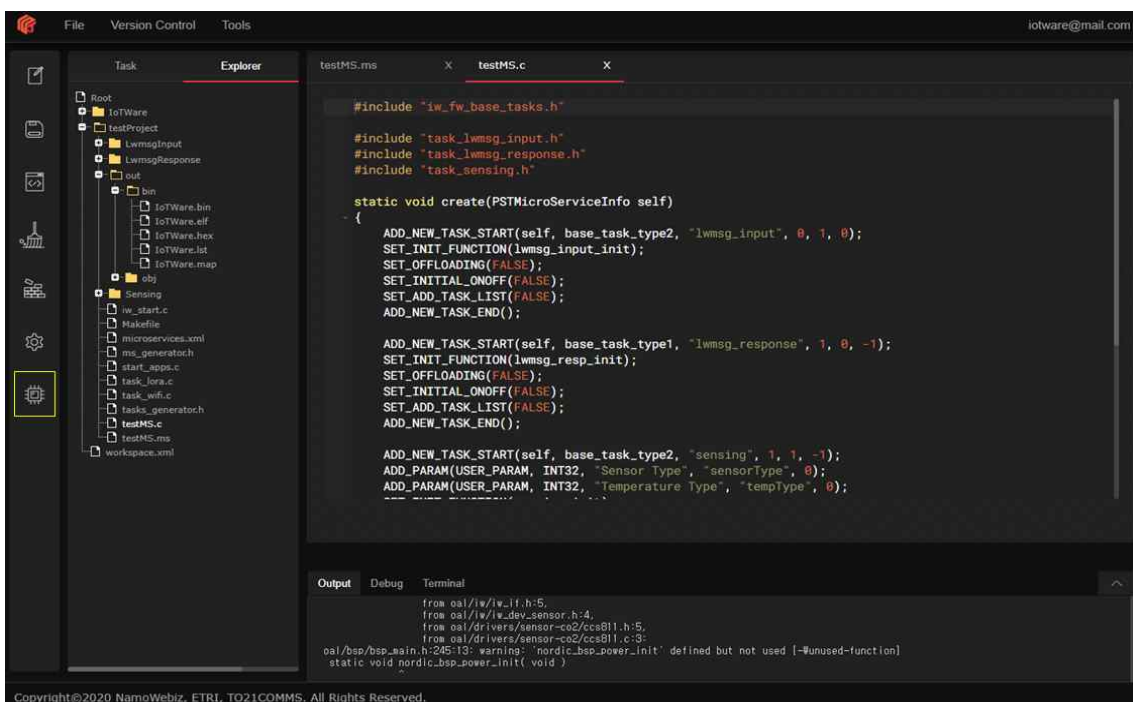 File Version Control Tools iotware@mail.com
Task Explorer
Root
IoTWare
testProject
LwmsgInput
LwmsgResponse
out
bin
IoTWare.bin
IoTWare.elf
IoTWare.hex
IoTWare.lst
IoTWare.map
obj
Sensing
iw_start.c
Makefile
microservices.xml
ms_generator.h
start_apps.c
task_lora.c
task_wifi.c
tasks_generator.h
testMS.c
testMS.ms
workspace.xml
testMS.ms X testMS.c X
#include "iw_fw_base_tasks.h"
#include "task_lwmsg_input.h"
#include "task_lwmsg_response.h"
#include "task_sensing.h"
static void create(PSTMicroServiceInfo self)
{
ADD_NEW_TASK_START(self, base_task_type2, "lwmsg_input", 0, 1, 0);
SET_INIT_FUNCTION(lwmsg_input_init);
SET_OFFLOADING(FALSE);
SET_INITIAL_ONOFF(FALSE);
SET_ADD_TASK_LIST(FALSE);
ADD_NEW_TASK_END();
ADD_NEW_TASK_START(self, base_task_type1, "lwmsg_response", 1, 0, -1);
SET_INIT_FUNCTION(lwmsg_resp_init);
SET_OFFLOADING(FALSE);
SET_INITIAL_ONOFF(FALSE);
SET_ADD_TASK_LIST(FALSE);
ADD_NEW_TASK_END();
ADD_NEW_TASK_START(self, base_task_type2, "sensing", 1, 1, -1);
ADD_PARAM(USER_PARAM, INT32, "Sensor Type", "sensorType", 0);
ADD_PARAM(USER_PARAM, INT32, "Temperature Type", "tempType", 0);
Output Debug Terminal
from oal/iw/iw_if.h:5,
from oal/iw/iw_dev_sensor.h:4,
from oal/drivers/sensor-co2/ccs811.h:5,
from oal/drivers/sensor-co2/ccs811.c:3:
oal/bsp/bsp_main.h:245:13: warning: 'nordic_bsp_power_init' defined but not used [-Wunused-function]
static void nordic_bsp_power_init( void )
^
Copyright©2020 NamoWebiz, ETRI, TO21COMMS. All Rights Reserved.